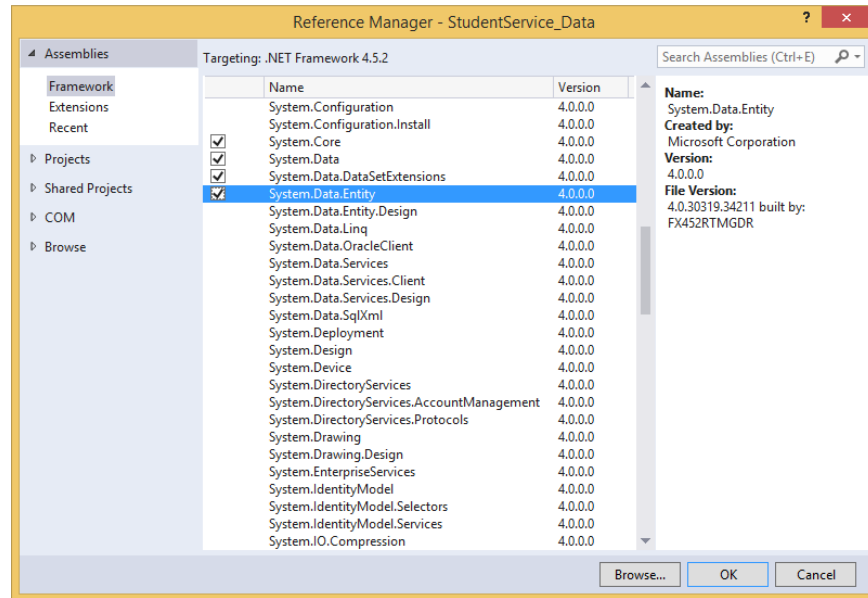 Reference Manager - StudentService_Data
? ×
Assemblies
Framework
Extensions
Recent
Projects
Shared Projects
COM
Browse
Targeting: .NET Framework 4.5.2
Search Assemblies (Ctrl+E)
Name Version
System.Configuration 4.0.0.0
System.Configuration.Install 4.0.0.0
System.Core 4.0.0.0
System.Data 4.0.0.0
System.Data.DataSetExtensions 4.0.0.0
System.Data.Entity 4.0.0.0
System.Data.Entity.Design 4.0.0.0
System.Data.Linq 4.0.0.0
System.Data.OracleClient 4.0.0.0
System.Data.Services 4.0.0.0
System.Data.Services.Client 4.0.0.0
System.Data.Services.Design 4.0.0.0
System.Data.SqlXml 4.0.0.0
System.Deployment 4.0.0.0
System.Design 4.0.0.0
System.Device 4.0.0.0
System.DirectoryServices 4.0.0.0
System.DirectoryServices.AccountManagement 4.0.0.0
System.DirectoryServices.Protocols 4.0.0.0
System.Drawing 4.0.0.0
System.Drawing.Design 4.0.0.0
System.EnterpriseServices 4.0.0.0
System.IdentityModel 4.0.0.0
System.IdentityModel.Selectors 4.0.0.0
System.IdentityModel.Services 4.0.0.0
System.IO.Compression 4.0.0.0
Name:
System.Data.Entity
Created by:
Microsoft Corporation
Version:
4.0.0.0
File Version:
4.0.30319.34211 built by:
FX452RTMGDR
Browse... OK Cancel